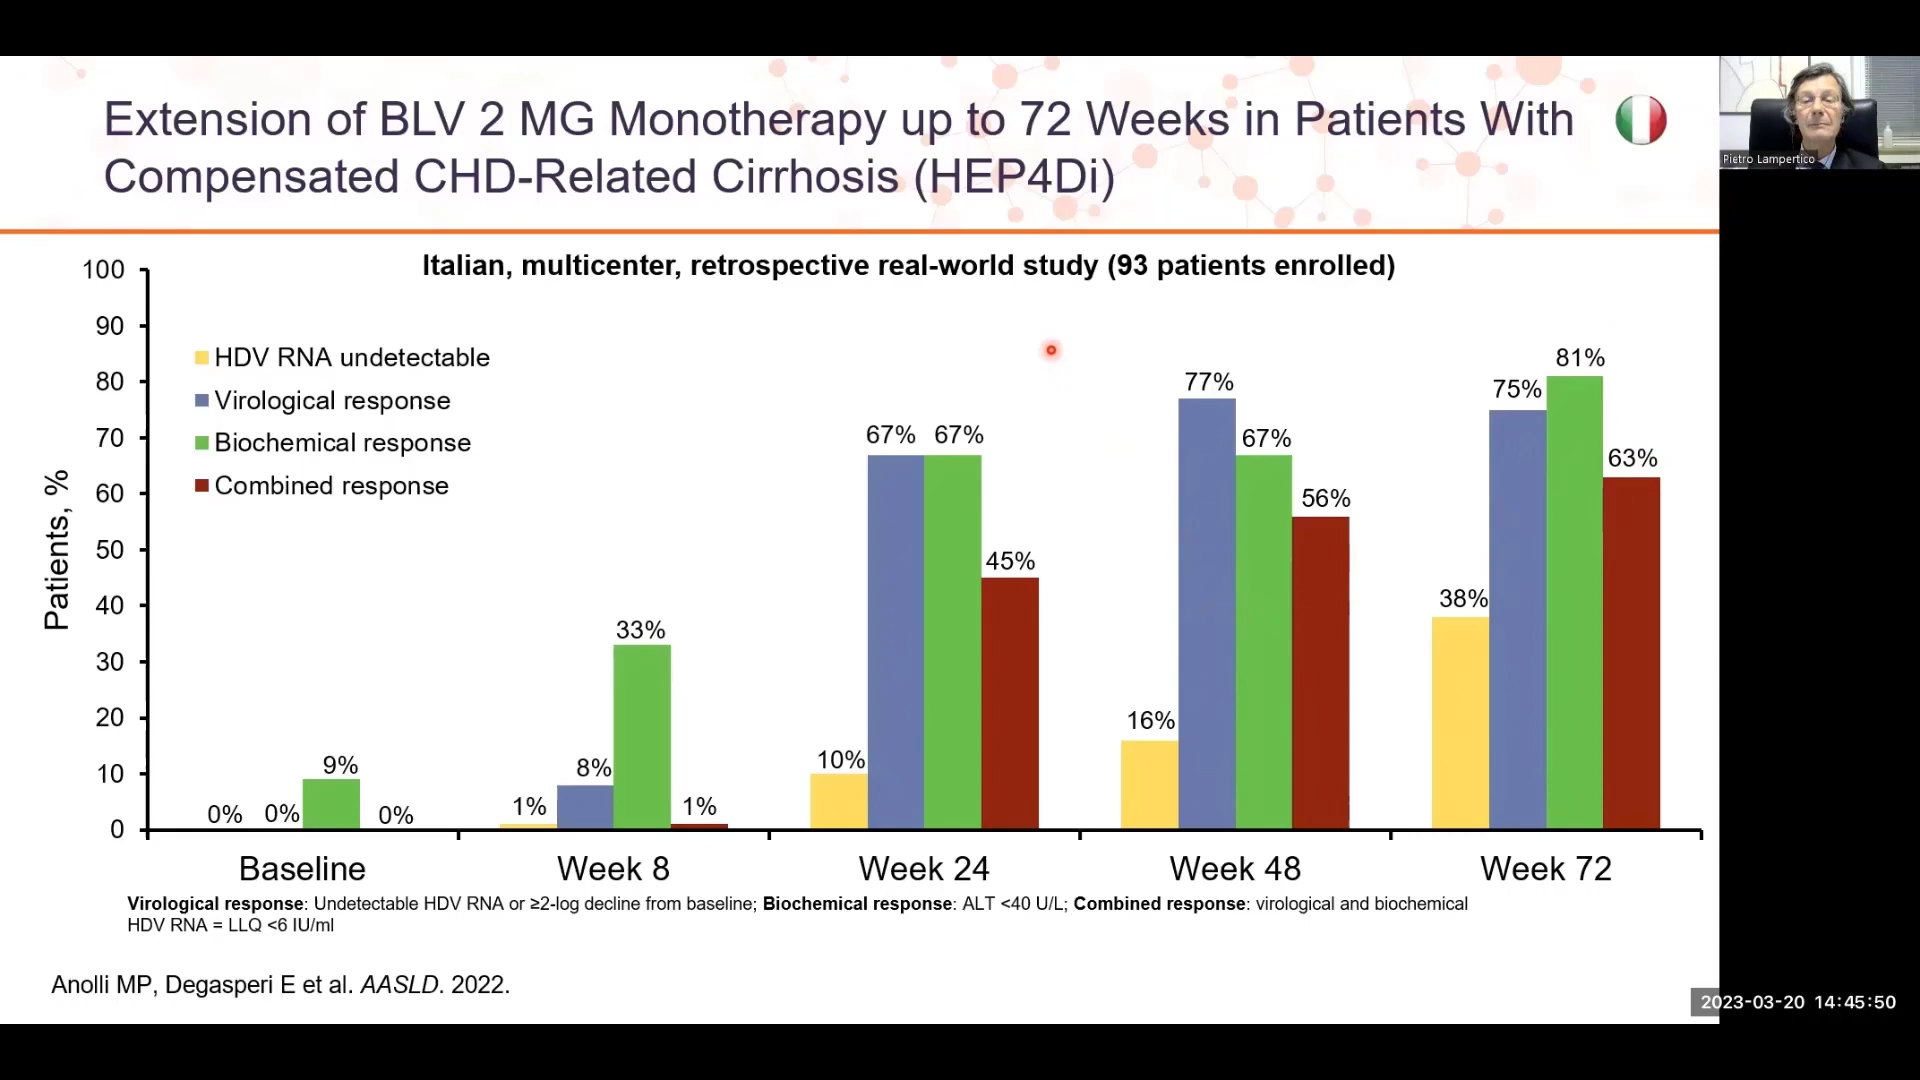 Extension of BLV 2 MG Monotherapy up to 72 Weeks in Patients With
Compensated CHD-Related Cirrhosis (HEP4Di)
Pietro Lampertico
Italian, multicenter, retrospective real-world study (93 patients enrolled)
Patients, %
100
90
80
70
60
50
40
30
20
10
0
HDV RNA undetectable
Virological response
Biochemical response
Combined response
0% 0% 9% 0%
1% 8% 33% 1%
10% 67% 67% 45%
16% 77% 67% 56%
38% 75% 81% 63%
Baseline Week 8 Week 24 Week 48 Week 72
Virological response: Undetectable HDV RNA or ≥2-log decline from baseline; Biochemical response: ALT <40 U/L; Combined response: virological and biochemical
HDV RNA = LLQ <6 IU/ml
Anolli MP, Degasperi E et al. AASLD. 2022.
2023-03-20 14:45:50